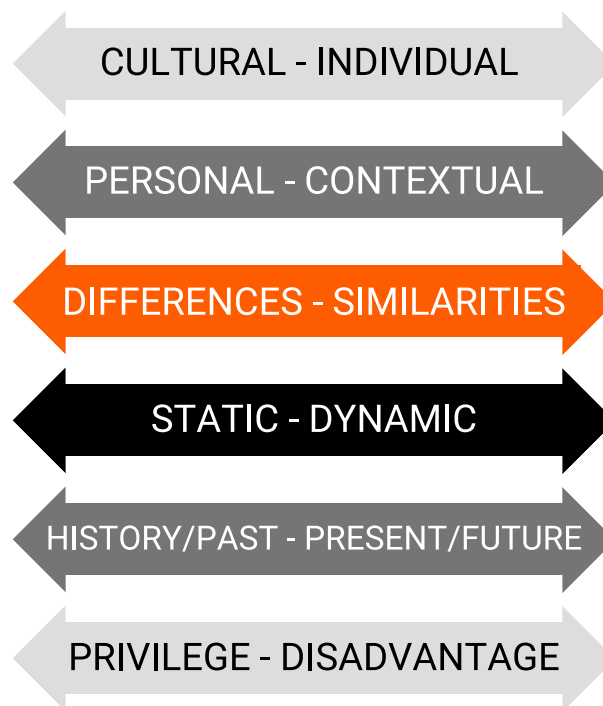 CULTURAL - INDIVIDUAL
PERSONAL - CONTEXTUAL
DIFFERENCES - SIMILARITIES
STATIC - DYNAMIC
HISTORY/PAST - PRESENT/FUTURE
PRIVILEGE - DISADVANTAGE